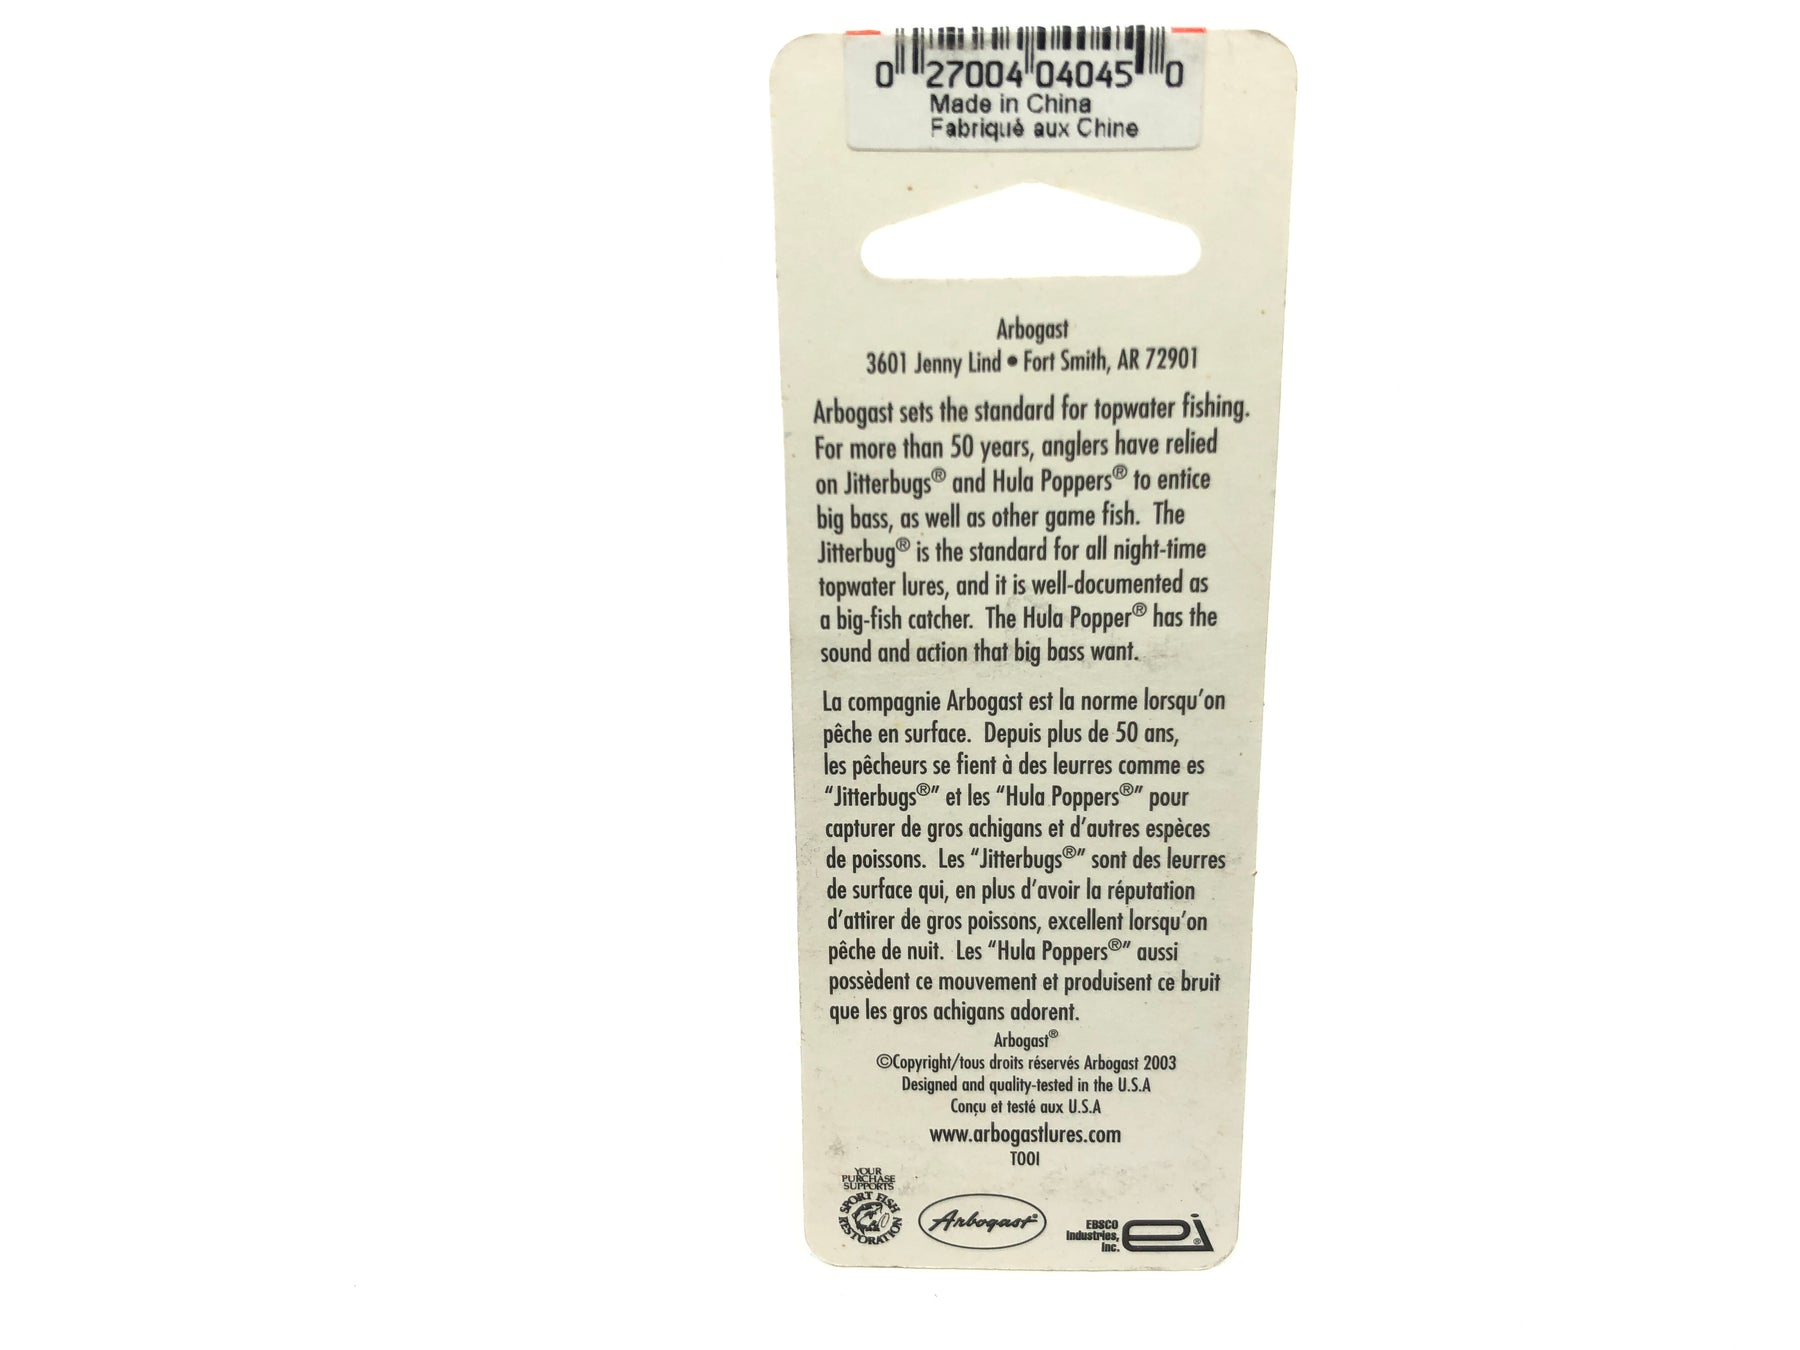 0 27004 04045 0
Made in China
Fabriqué aux Chine
Arbogast
3601 Jenny Lind • Fort Smith, AR 72901
Arbogast sets the standard for topwater fishing.
For more than 50 years, anglers have relied
on Jitterbugs® and Hula Poppers® to entice
big bass, as well as other game fish. The
Jitterbug® is the standard for all night-time
topwater lures, and it is well-documented as
a big-fish catcher. The Hula Popper® has the
sound and action that big bass want.
La compagnie Arbogast est la norme lorsqu’on
pêche en surface. Depuis plus de 50 ans,
les pêcheurs se fient à des leurres comme es
“Jitterbugs®” et les “Hula Poppers®” pour
capturer de gros achigans et d’autres espèces
de poissons. Les “Jitterbugs®” sont des leurres
de surface qui, en plus d’avoir la réputation
d’attirer de gros poissons, excellent lorsqu’on
pêche de nuit. Les “Hula Poppers®” aussi
possèdent ce mouvement et produisent ce bruit
que les gros achigans adorent.
Arbogast®
©Copyright/tous droits réservés Arbogast 2003
Designed and quality-tested in the U.S.A
Conçu et testé aux U.S.A
www.arbogastlures.com
T001
YOUR
PURCHASE
SUPPORTS
SPORT FISH
RESTORATION
Arbogast®
EBSCO
Industries,
Inc.
ei®